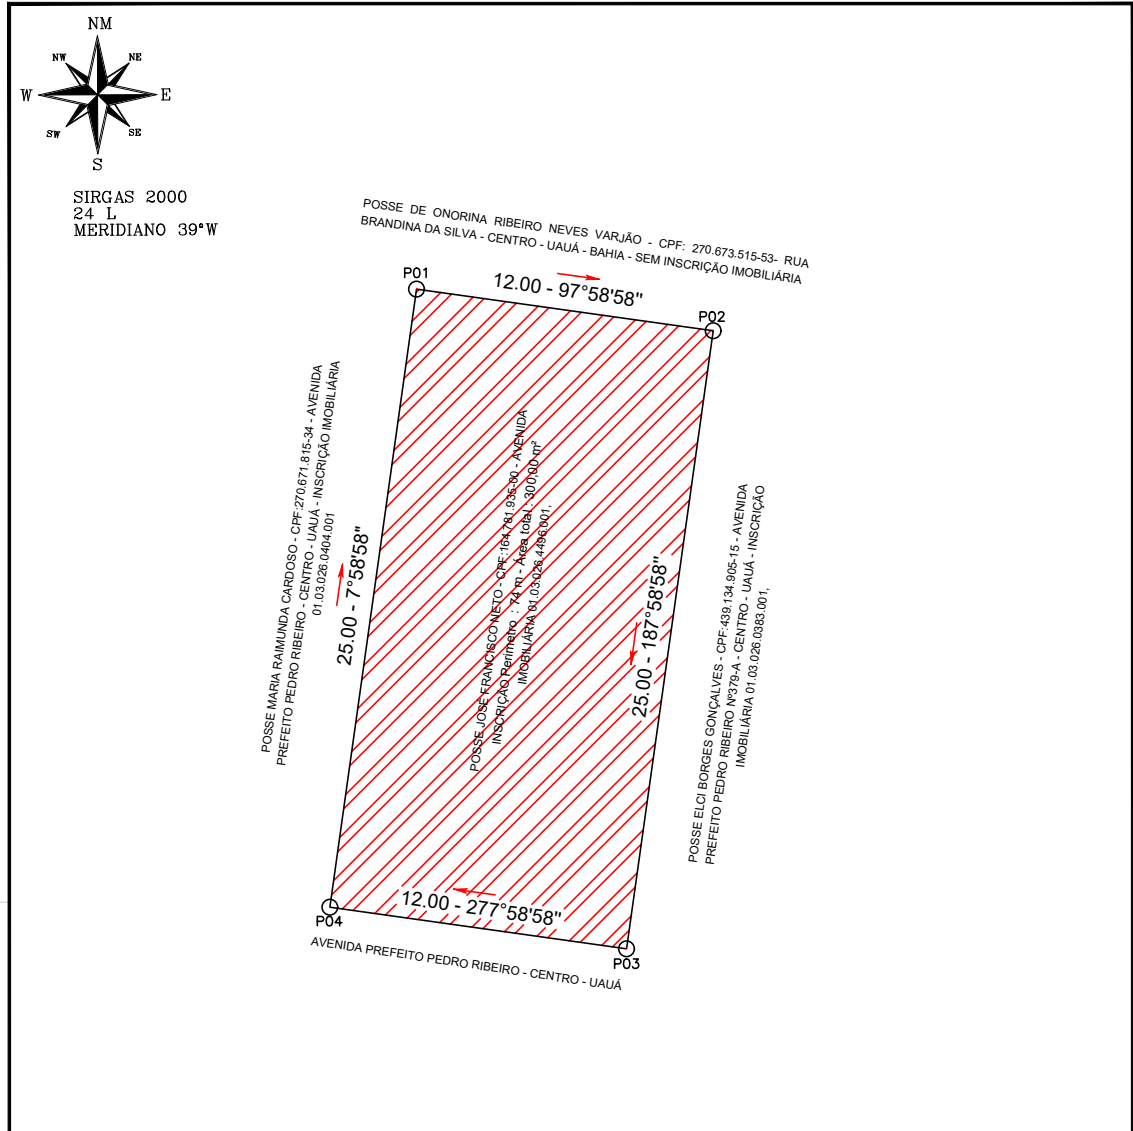 NM
NW
NE
W
E
SW
SE
S
SIRGAS 2000
24 L
MERIDIANO 39°W
POSSE DE ONORINA RIBEIRO NEVES VARJÃO - CPF: 270.673.515-53- RUA
BRANDINA DA SILVA - CENTRO - UAUÁ - BAHIA - SEM INSCRIÇÃO IMOBILIÁRIA
P01
12.00 - 97°58'58"
P02
POSSE MARIA RAIMUNDA CARDOSO - CPF:270.671.815-34 - AVENIDA
PREFEITO PEDRO RIBEIRO - CENTRO - UAUÁ - INSCRIÇÃO IMOBILIÁRIA
01.03.026.0404.001
25.00 - 7°58'58"
POSSE JOSE FRANCISCO NETO - CPF:164.781.935-00 - AVENIDA
INSCRIÇÃO Perimetro : 74 m - Área total : 300,00 m²
IMOBILIÁRIA 01.03.026.4496.001,
25.00 - 187°58'58"
POSSE ELCI BORGES GONÇALVES - CPF:439.134.905-15 - AVENIDA
PREFEITO PEDRO RIBEIRO Nº379-A - CENTRO - UAUÁ - INSCRIÇÃO
IMOBILIÁRIA 01.03.026.0383.001,
12.00 - 277°58'58"
P04
P03
AVENIDA PREFEITO PEDRO RIBEIRO - CENTRO - UAUÁ